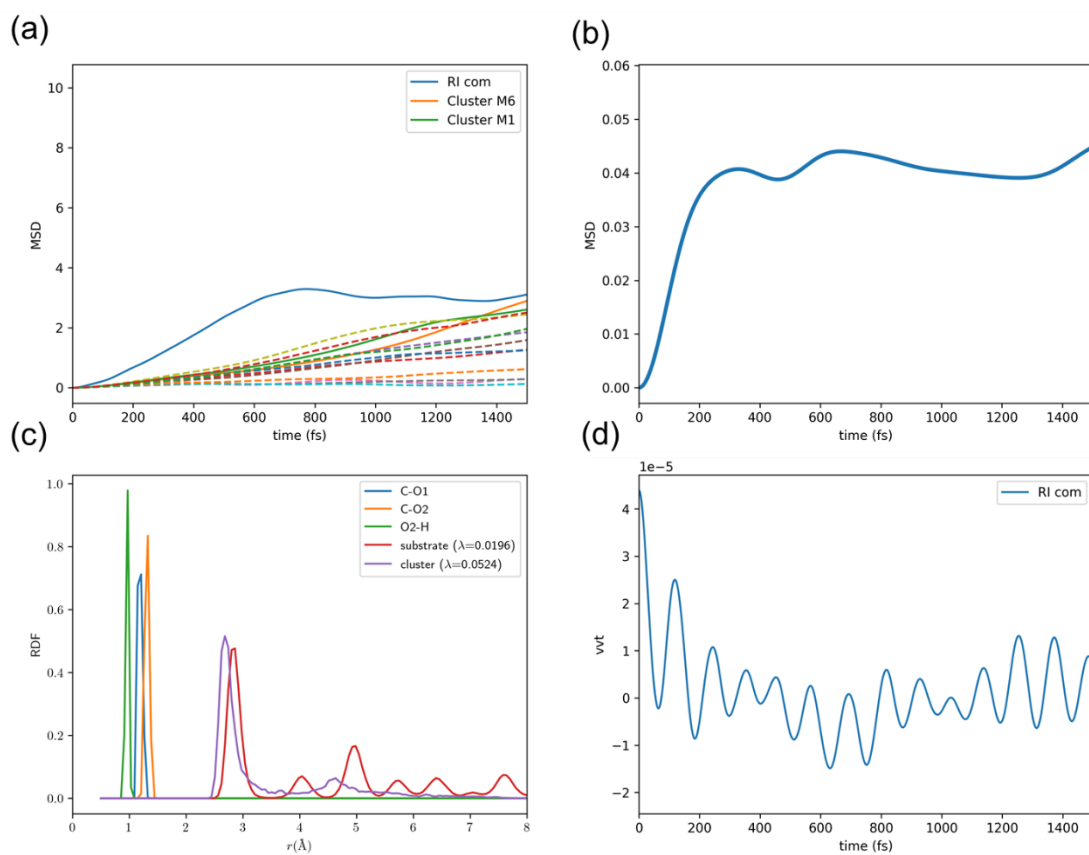 (a)
10
8
6
4
2
0
MSD
RI com
Cluster M6
Cluster M1
0 200 400 600 800 1000 1200 1400
time (fs)
(b)
0.06
0.05
0.04
0.03
0.02
0.01
0.00
MSD
0 200 400 600 800 1000 1200 1400
time (fs)
(c)
1.0
0.8
0.6
0.4
0.2
0.0
RDF
C-O1
C-O2
O2-H
substrate (λ=0.0196)
cluster (λ=0.0524)
0 1 2 3 4 5 6 7 8
r(Å)
(d)
1e−5
4
3
2
1
0
−1
−2
vvt
RI com
0 200 400 600 800 1000 1200 1400
time (fs)